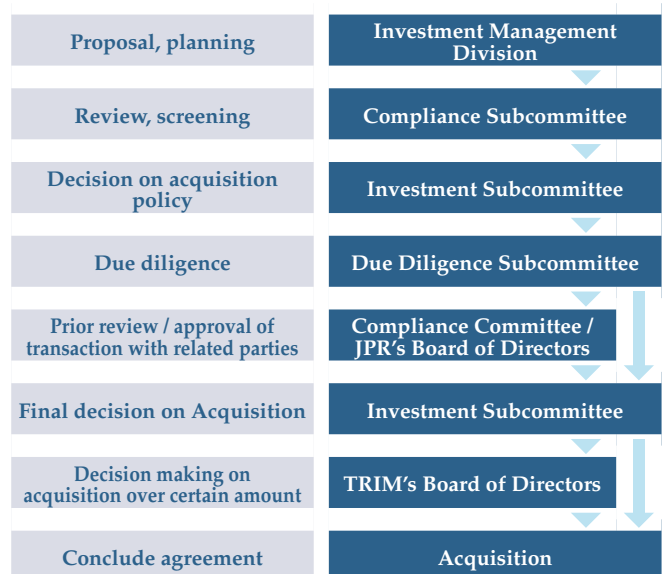 Proposal, planning
Investment Management
Division
Review, screening
Compliance Subcommittee
Decision on acquisition
policy
Investment Subcommittee
Due diligence
Due Diligence Subcommittee
Prior review / approval of
transaction with related parties
Compliance Committee /
JPR's Board of Directors
Final decision on Acquisition
Investment Subcommittee
Decision making on
acquisition over certain amount
TRIM's Board of Directors
Conclude agreement
Acquisition